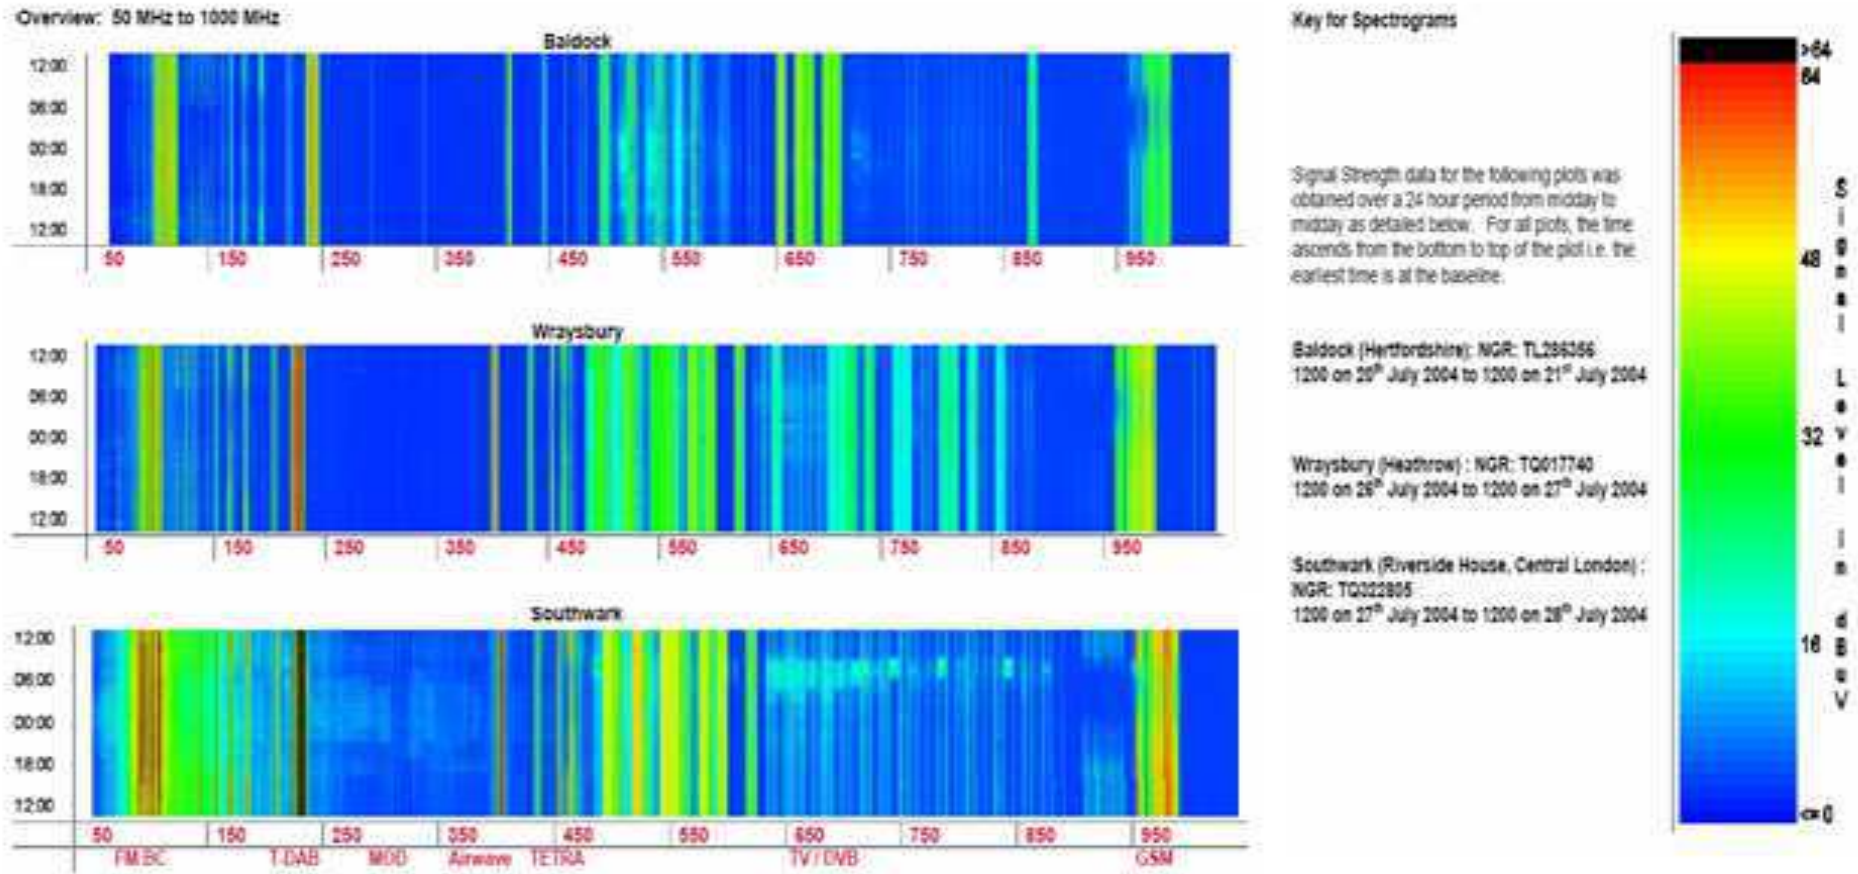 Overview: 50 MHz to 1000 MHz
Baldock
12:00
06:00
00:00
18:00
12:00
50 150 250 350 450 550 650 750 850 950
Wraysbury
12:00
06:00
00:00
18:00
12:00
50 150 250 350 450 550 650 750 850 950
Southwark
12:00
06:00
00:00
18:00
12:00
50 150 250 350 450 550 650 750 850 950
FM BC T-DAB MOD Airwave TETRA TV / DVB GSM
Key for Spectrograms
Signal Strength data for the following plots was
obtained over a 24 hour period from midday to
midday as detailed below. For all plots, the time
ascends from the bottom to top of the plot i.e. the
earliest time is at the baseline.
Baldock (Hertfordshire): NGR: TL286356
1200 on 20th July 2004 to 1200 on 21st July 2004
Wraysbury (Heathrow) : NGR: TQ017740
1200 on 26th July 2004 to 1200 on 27th July 2004
Southwark (Riverside House, Central London) :
NGR: TQ322805
1200 on 27th July 2004 to 1200 on 28th July 2004
>64
64
48
32
16
<= 0
Signal Level in dBuV